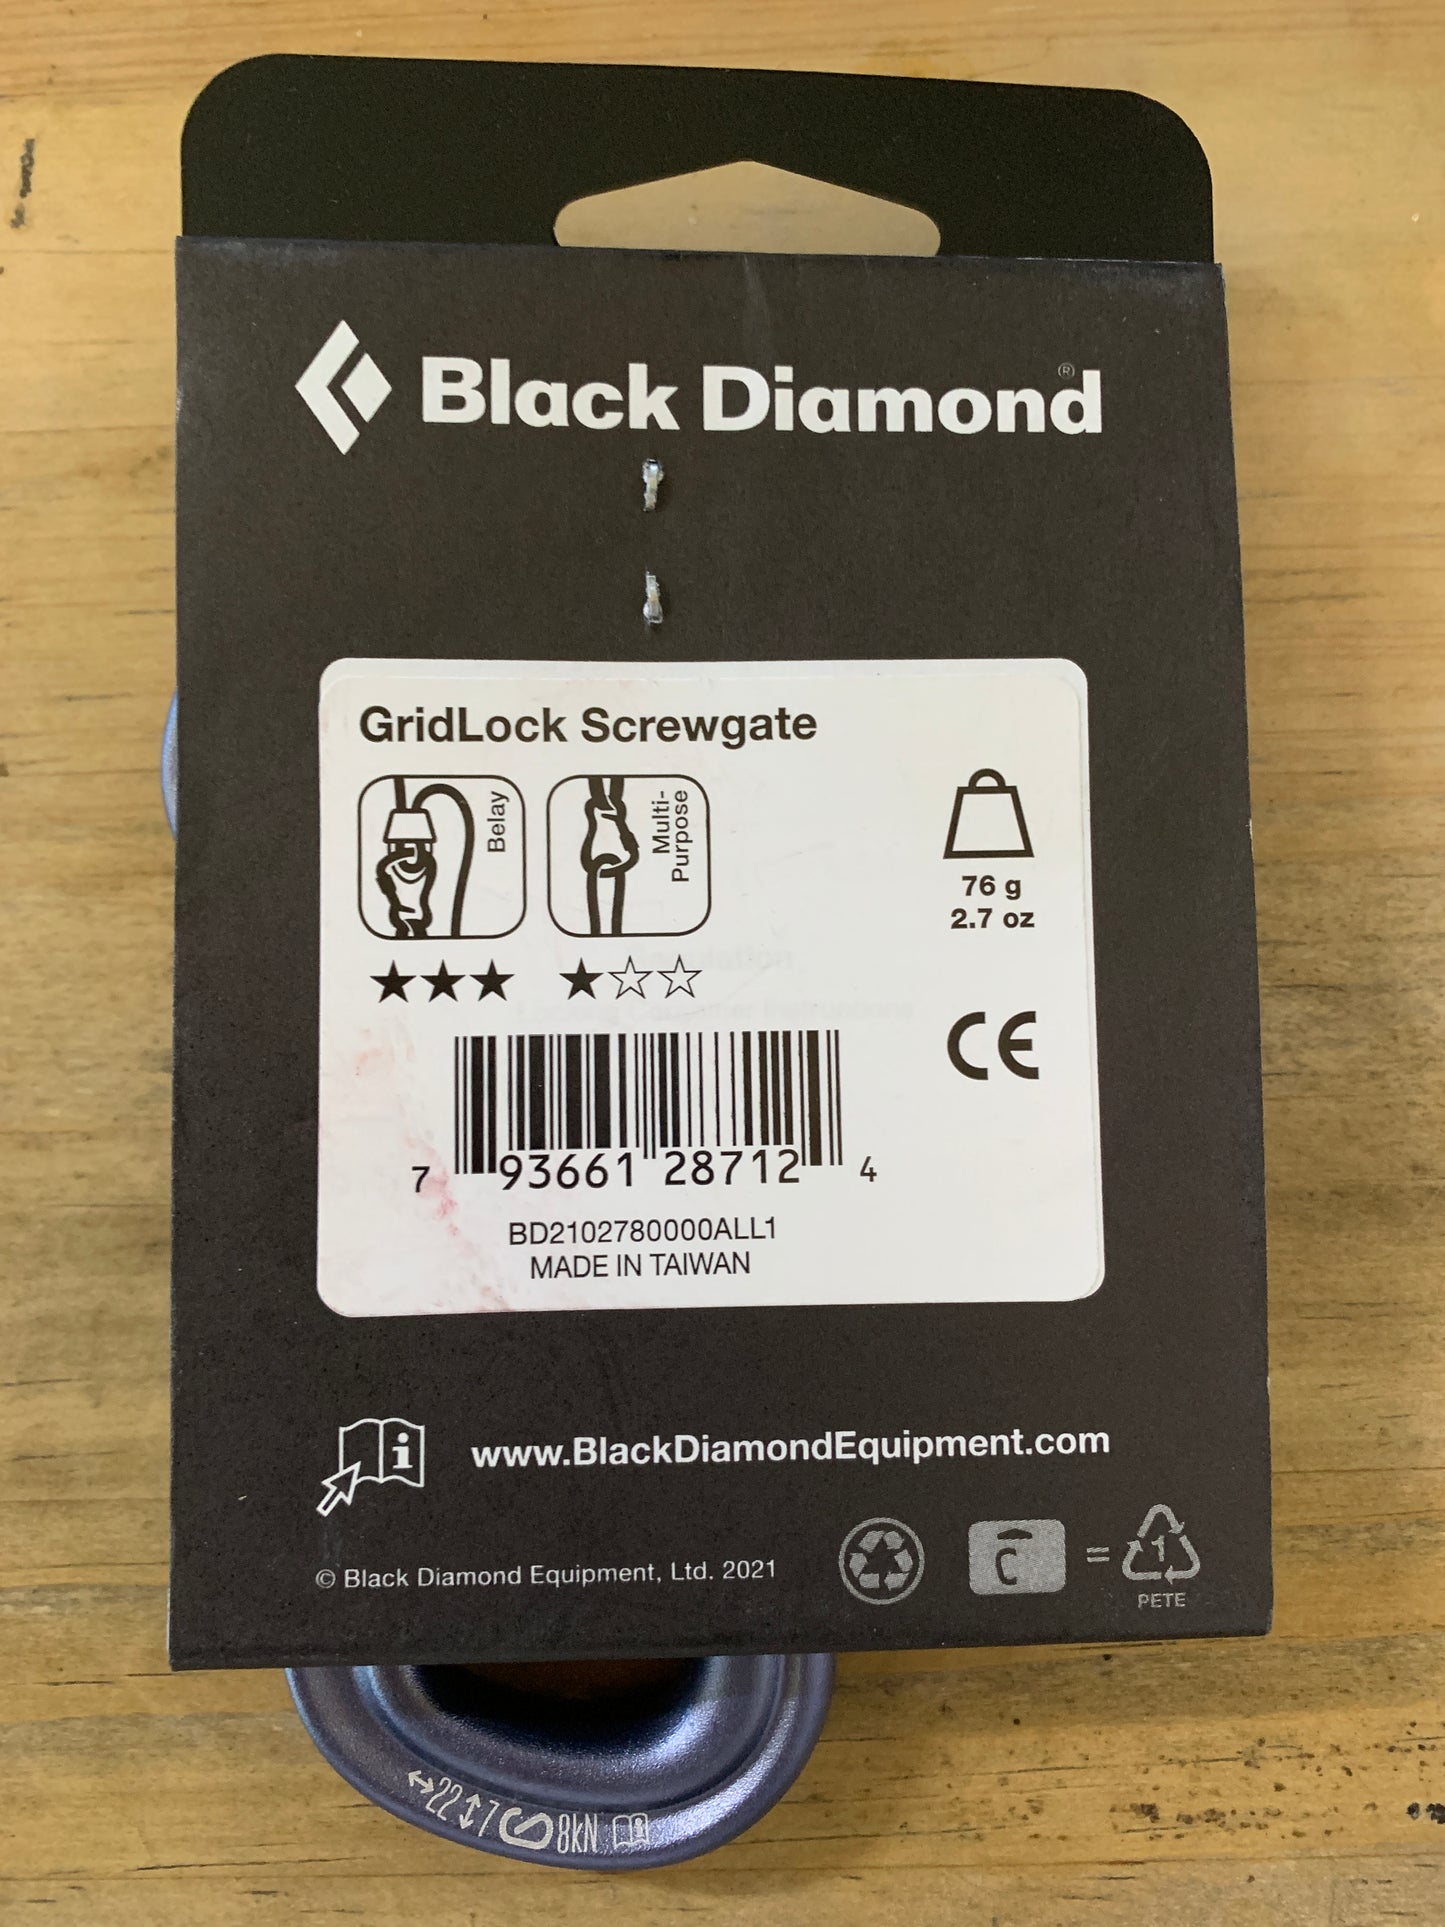 Black Diamond®
GridLock Screwgate
Belay
Multi-
Purpose
76 g
2.7 oz
CE
7 93661 28712 4
BD2102780000ALL1
MADE IN TAIWAN
i www.BlackDiamondEquipment.com
© Black Diamond Equipment, Ltd. 2021
C = 1
PETE
↔22↕7 8kN i